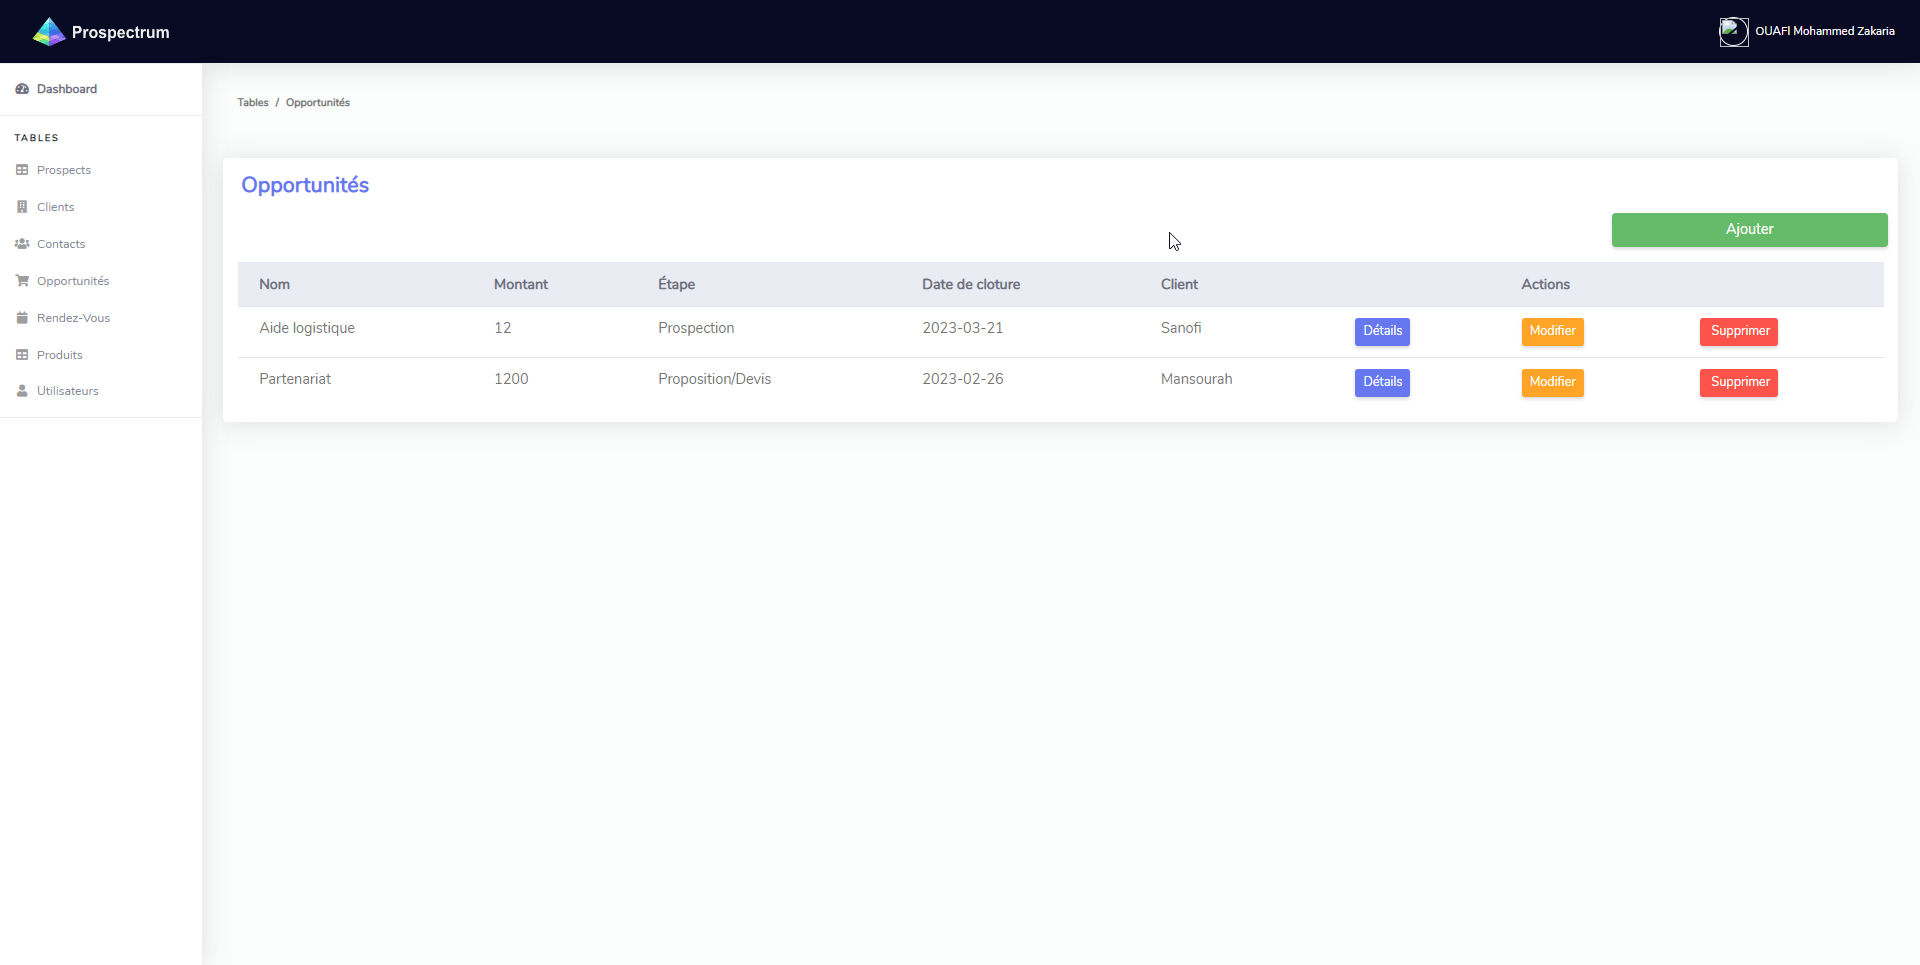 Prospectrum
OUAFI Mohammed Zakaria
Dashboard
TABLES
Prospects
Clients
Contacts
Opportunités
Rendez-Vous
Produits
Utilisateurs
Tables / Opportunités
Opportunités
Ajouter
Nom Montant Étape Date de cloture Client Actions
Aide logistique 12 Prospection 2023-03-21 Sanofi Détails Modifier Supprimer
Partenariat 1200 Proposition/Devis 2023-02-26 Mansourah Détails Modifier Supprimer